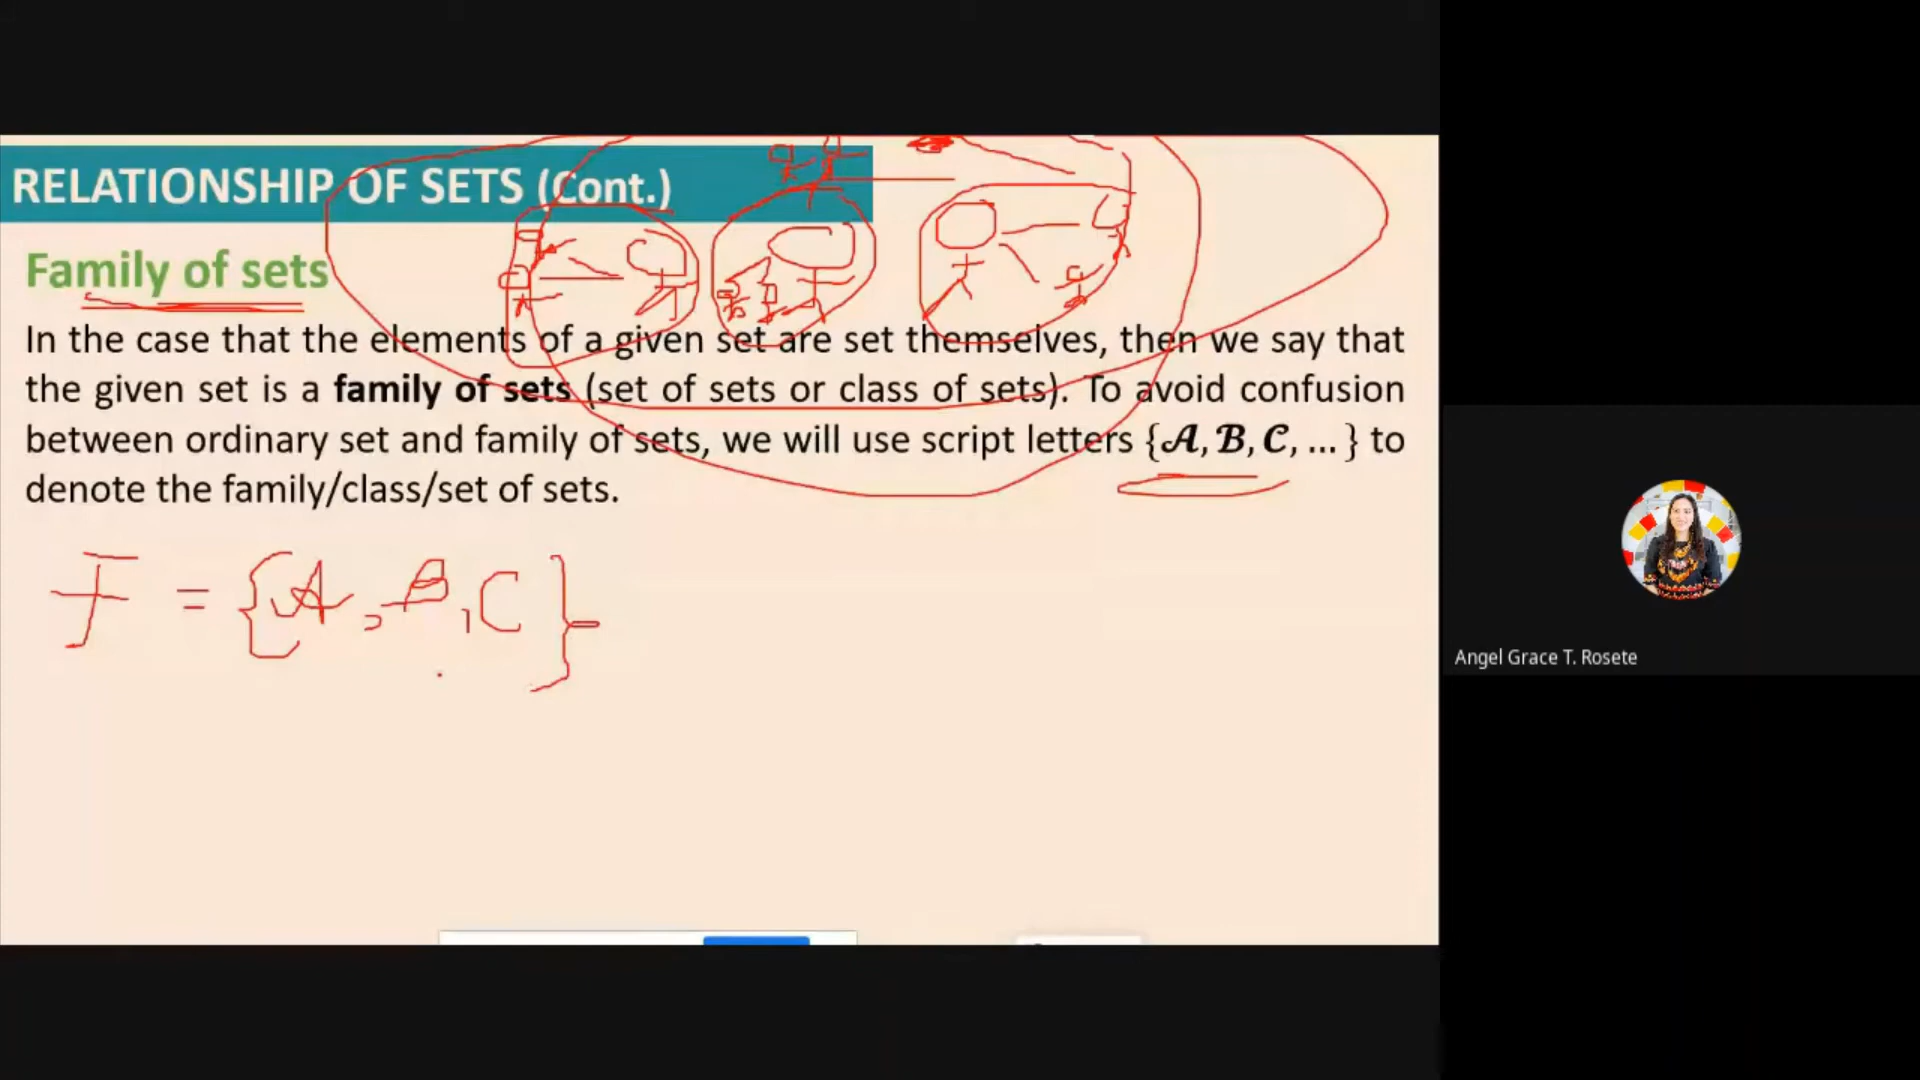 RELATIONSHIP OF SETS (Cont.)
Family of sets
In the case that the elements of a given set are set themselves, then we say that
the given set is a family of sets (set of sets or class of sets). To avoid confusion
between ordinary set and family of sets, we will use script letters {𝓐, 𝓑, 𝓒, … } to
denote the family/class/set of sets.
F = {A, B, C}
Angel Grace T. Rosete